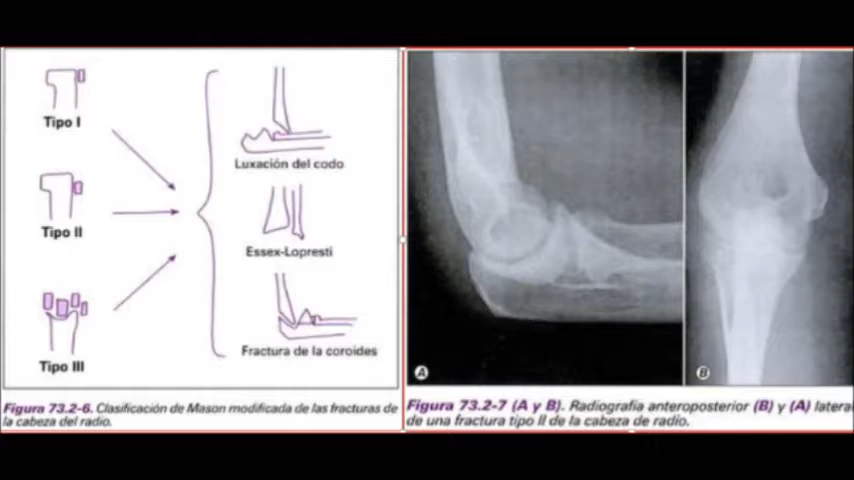 Tipo I
Tipo II
Tipo III
Luxación del codo
Essex-Lopresti
Fractura de la coroides
Figura 73.2-6. Clasificación de Mason modificada de las fracturas de
la cabeza del radio.
A
B
Figura 73.2-7 (A y B). Radiografía anteroposterior (B) y (A) lateral
de una fractura tipo II de la cabeza de radio.